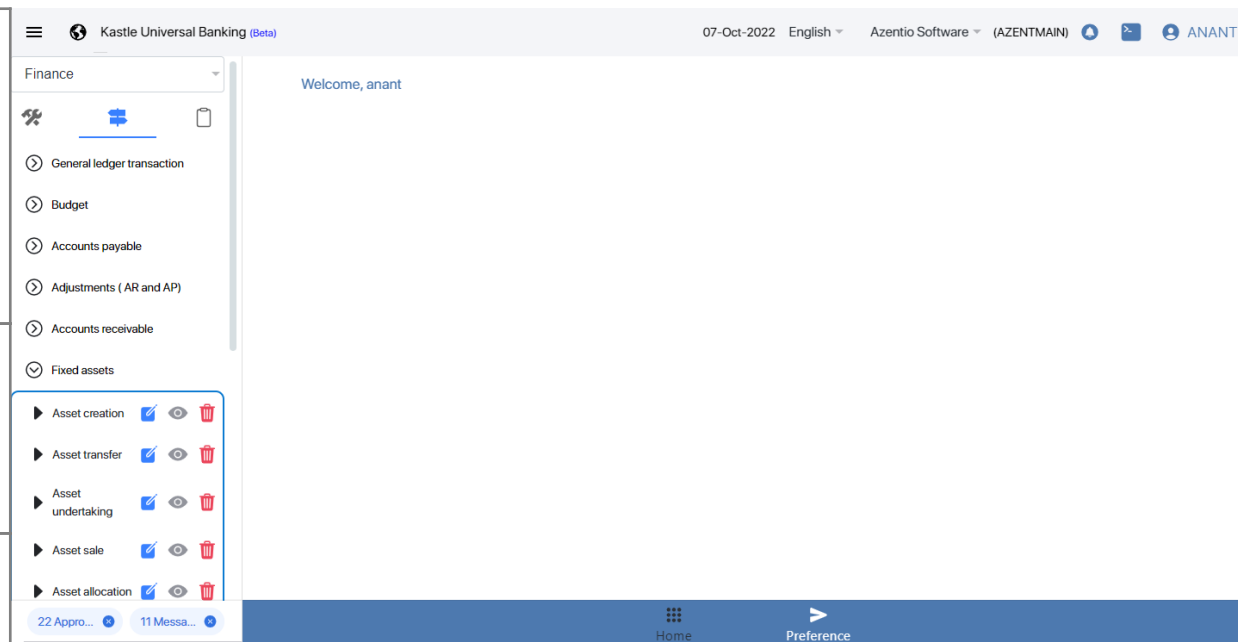 Kastle Universal Banking (Beta)
07-Oct-2022 English Azentio Software (AZENTMAIN) ANANT
Finance
Welcome, anant
General ledger transaction
Budget
Accounts payable
Adjustments ( AR and AP)
Accounts receivable
Fixed assets
Asset creation
Asset transfer
Asset
undertaking
Asset sale
Asset allocation
22 Appro... 11 Messa...
Home Preference